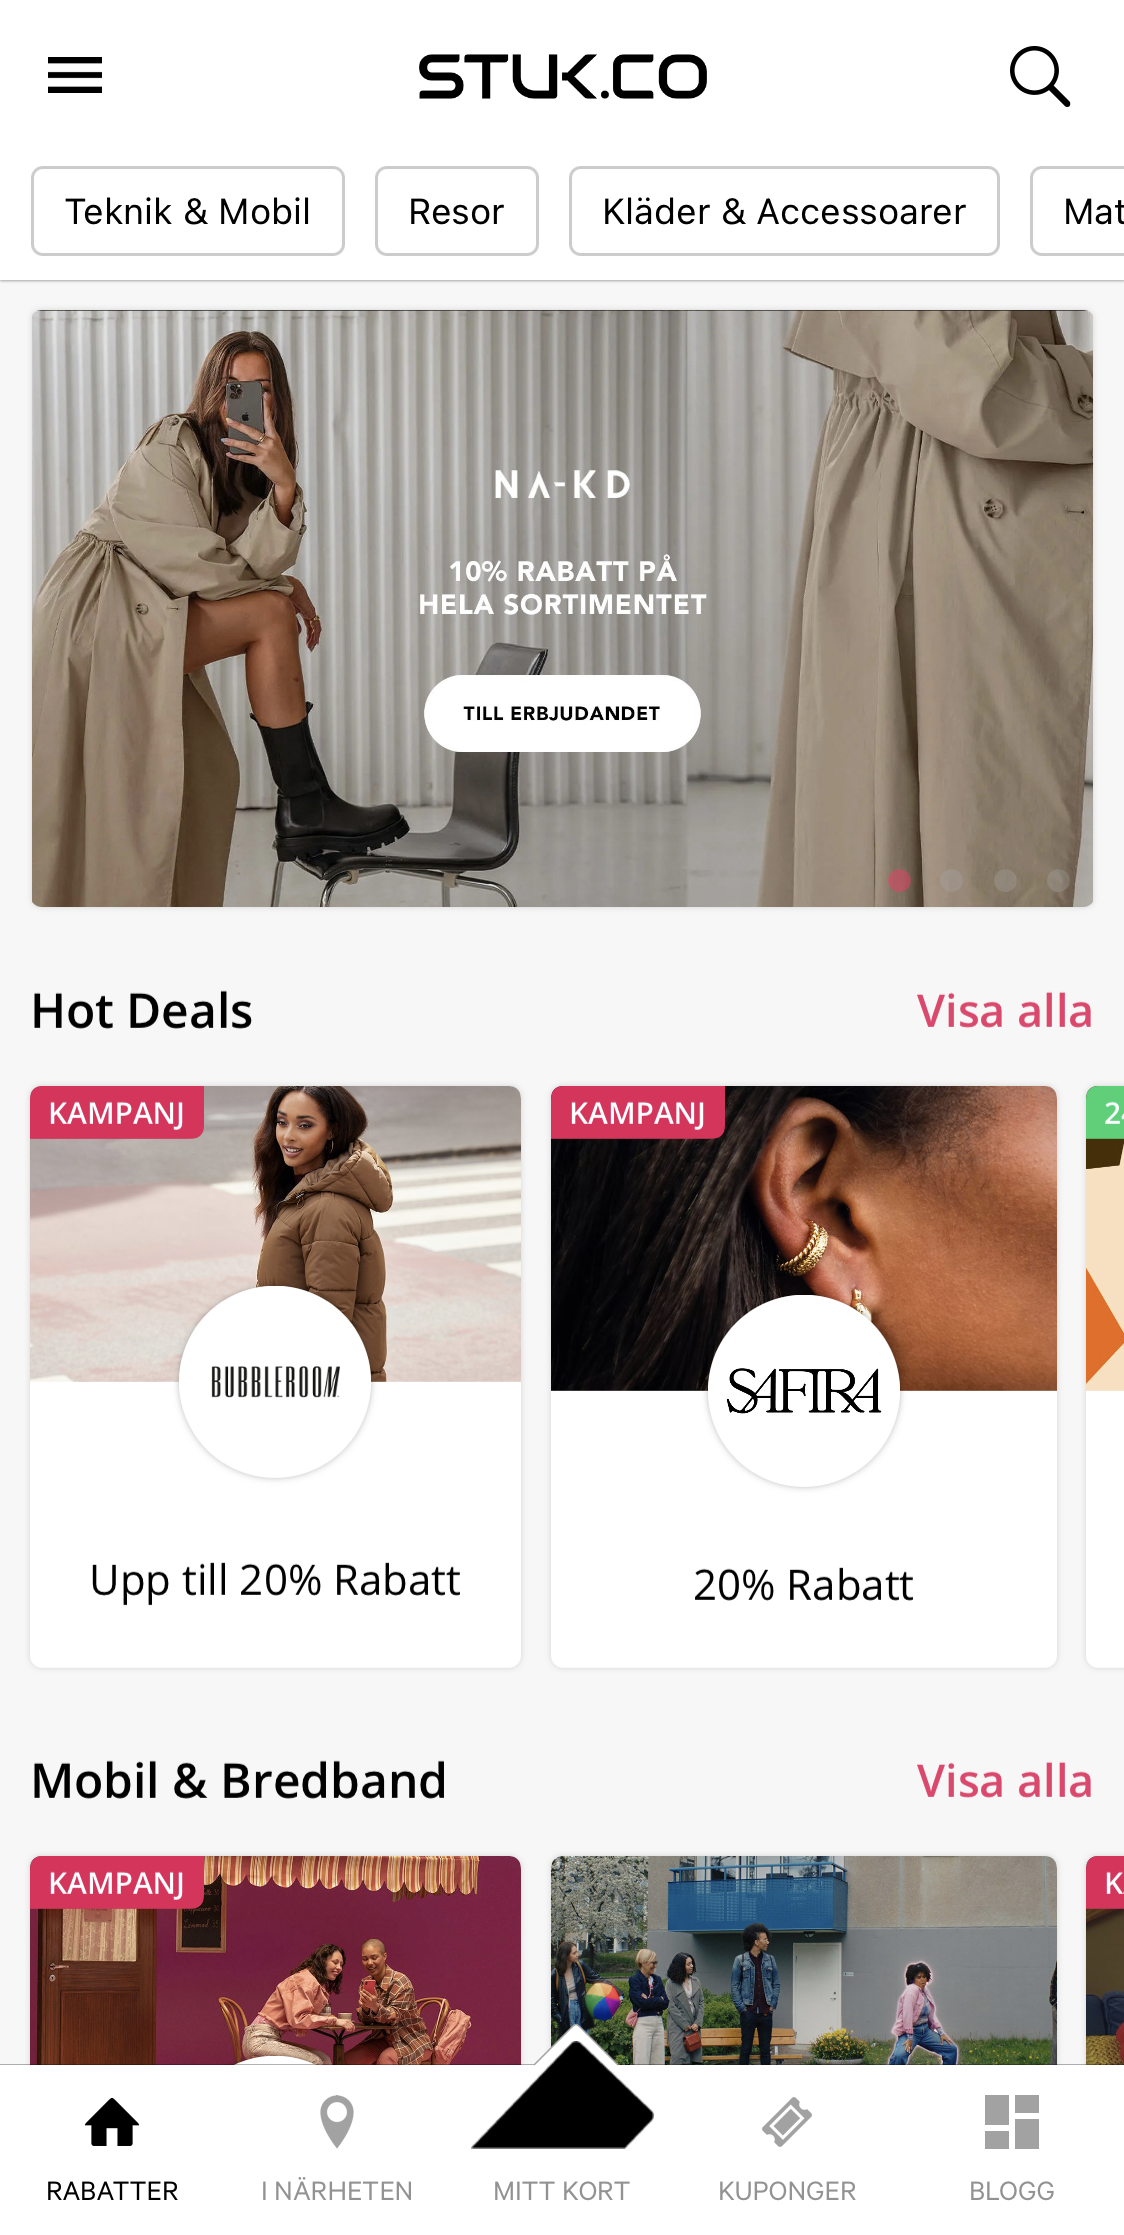 STUK.CO
Teknik & Mobil
Resor
Kläder & Accessoarer
Mat
NA-KD
10% RABATT PÅ
HELA SORTIMENTET
TILL ERBJUDANDET
Hot Deals
Visa alla
KAMPANJ
KAMPANJ
BUBBLEROOM
SAFIRA
Upp till 20% Rabatt
20% Rabatt
Mobil & Bredband
Visa alla
KAMPANJ
RABATTER
I NÄRHETEN
MITT KORT
KUPONGER
BLOGG